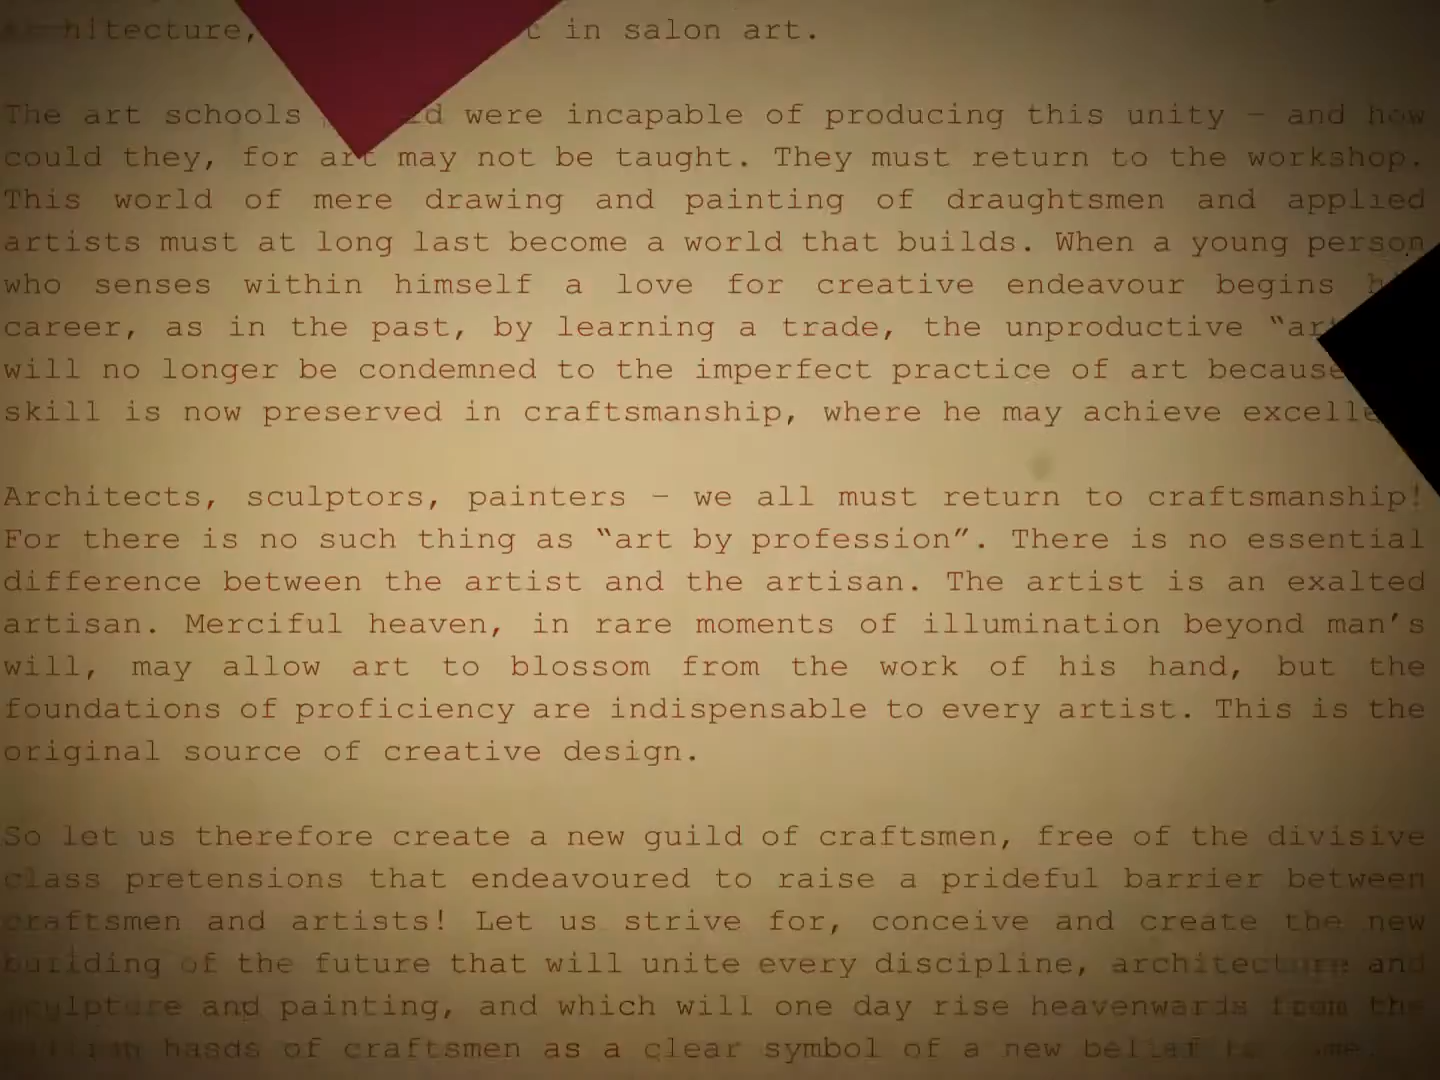 in salon art.
The art schools were incapable of producing this unity — and how
could they, for art may not be taught. They must return to the workshop.
This world of mere drawing and painting of draughtsmen and applied
artists must at long last become a world that builds. When a young person
who senses within himself a love for creative endeavour begins
career, as in the past, by learning a trade, the unproductive
will no longer be condemned to the imperfect practice of art because
skill is now preserved in craftsmanship, where he may achieve
Architects, sculptors, painters — we all must return to craftsmanship!
For there is no such thing as “art by profession”. There is no essential
difference between the artist and the artisan. The artist is an exalted
artisan. Merciful heaven, in rare moments of illumination beyond man’s
will, may allow art to blossom from the work of his hand, but the
foundations of proficiency are indispensable to every artist. This is the
original source of creative design.
So let us therefore create a new guild of craftsmen, free of the divisive
class pretensions that endeavoured to raise a prideful barrier between
craftsmen and artists! Let us strive for, conceive and create the new
building of the future that will unite every discipline, architecture and
sculpture and painting, and which will one day rise heavenwards from the
hands of craftsmen as a clear symbol of a new belief